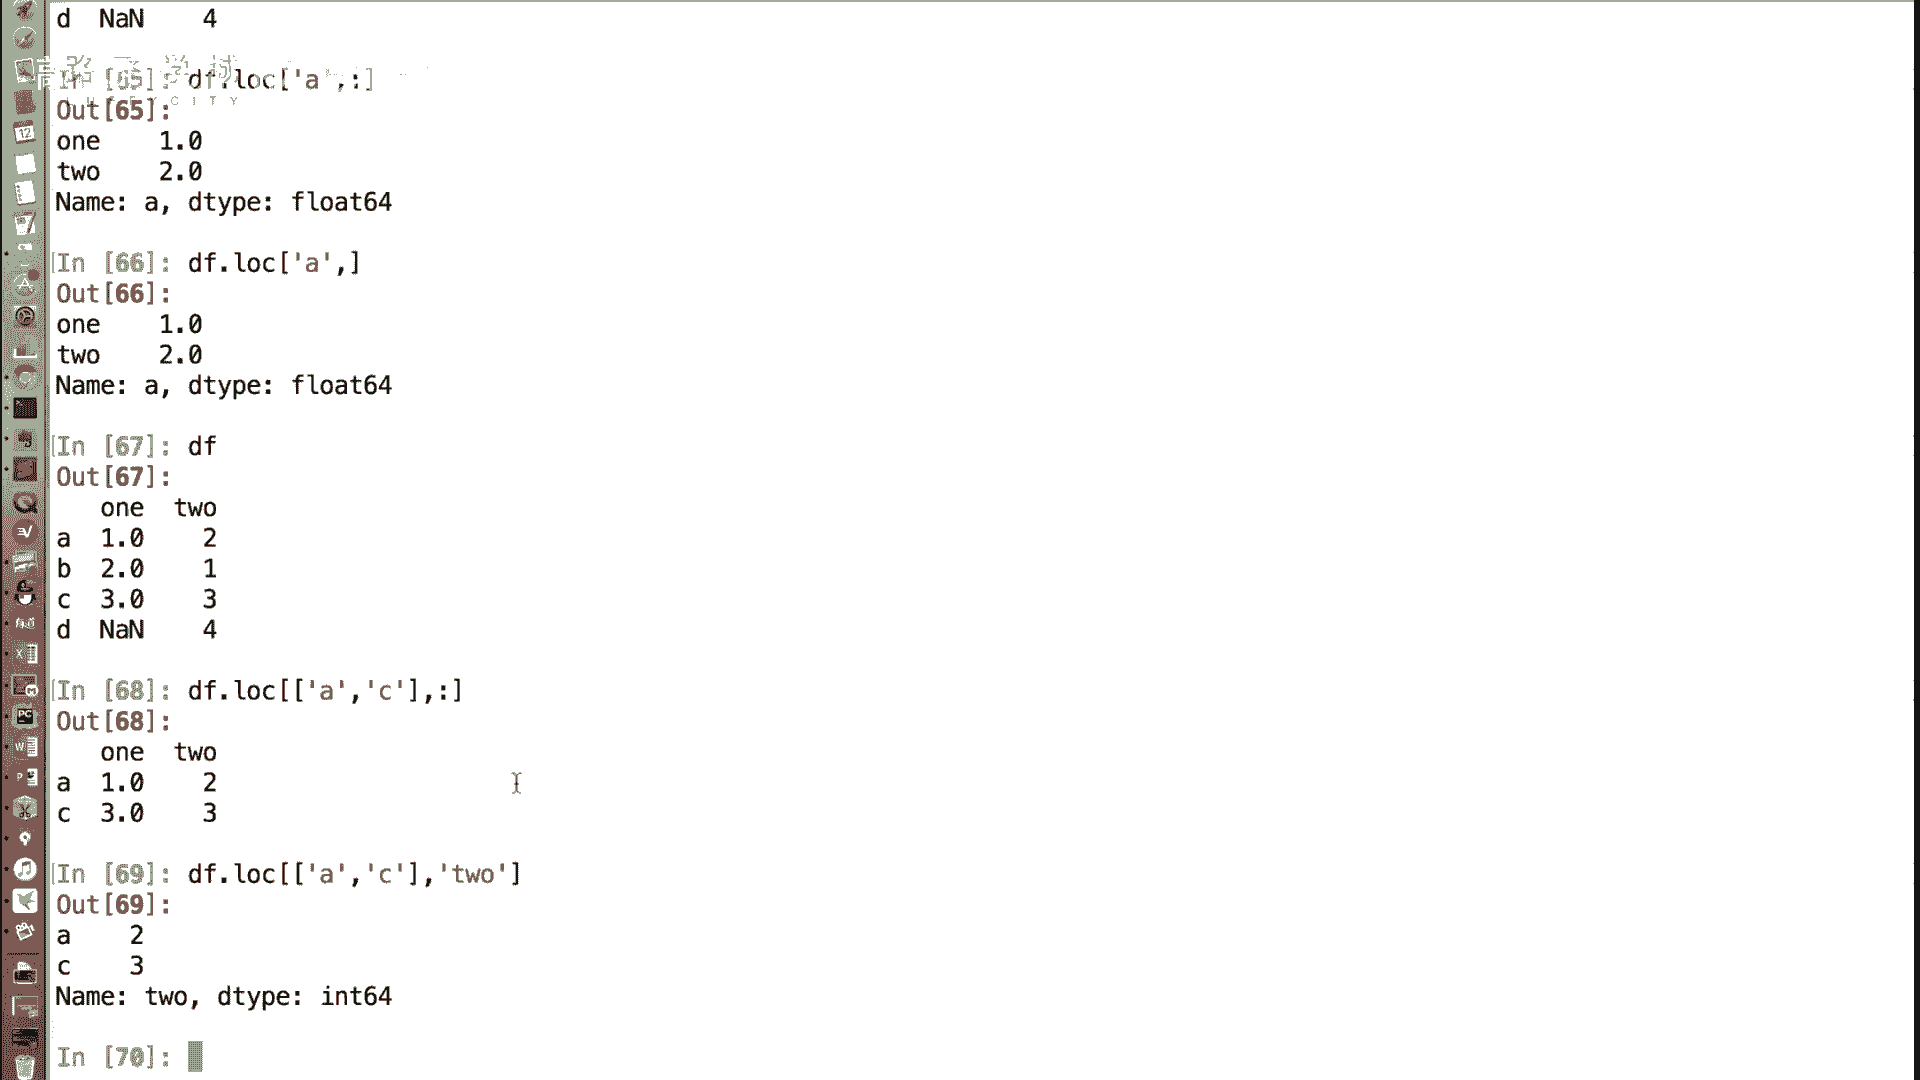 d  NaN    4
In [65]: df.loc['a',:]
Out[65]:
one    1.0
two    2.0
Name: a, dtype: float64
In [66]: df.loc['a',]
Out[66]:
one    1.0
two    2.0
Name: a, dtype: float64
In [67]: df
Out[67]:
   one  two
a  1.0    2
b  2.0    1
c  3.0    3
d  NaN    4
In [68]: df.loc[['a','c'],:]
Out[68]:
   one  two
a  1.0    2
c  3.0    3
In [69]: df.loc[['a','c'],'two']
Out[69]:
a    2
c    3
Name: two, dtype: int64
In [70]: